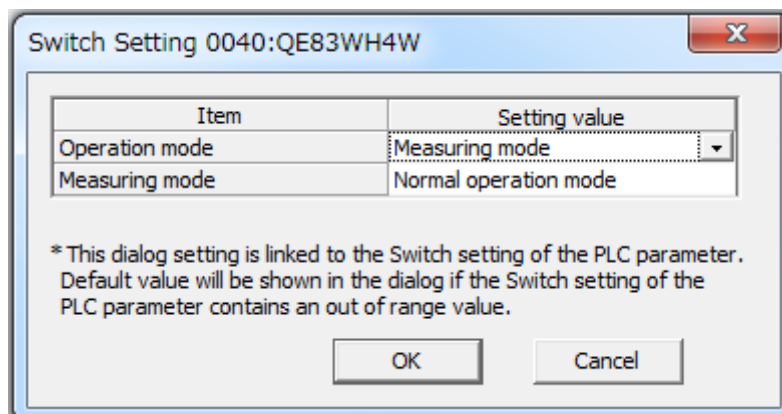 Switch Setting 0040:QE83WH4W
Item Setting value
Operation mode Measuring mode
Measuring mode Normal operation mode
* This dialog setting is linked to the Switch setting of the PLC parameter.
Default value will be shown in the dialog if the Switch setting of the
PLC parameter contains an out of range value.
OK Cancel